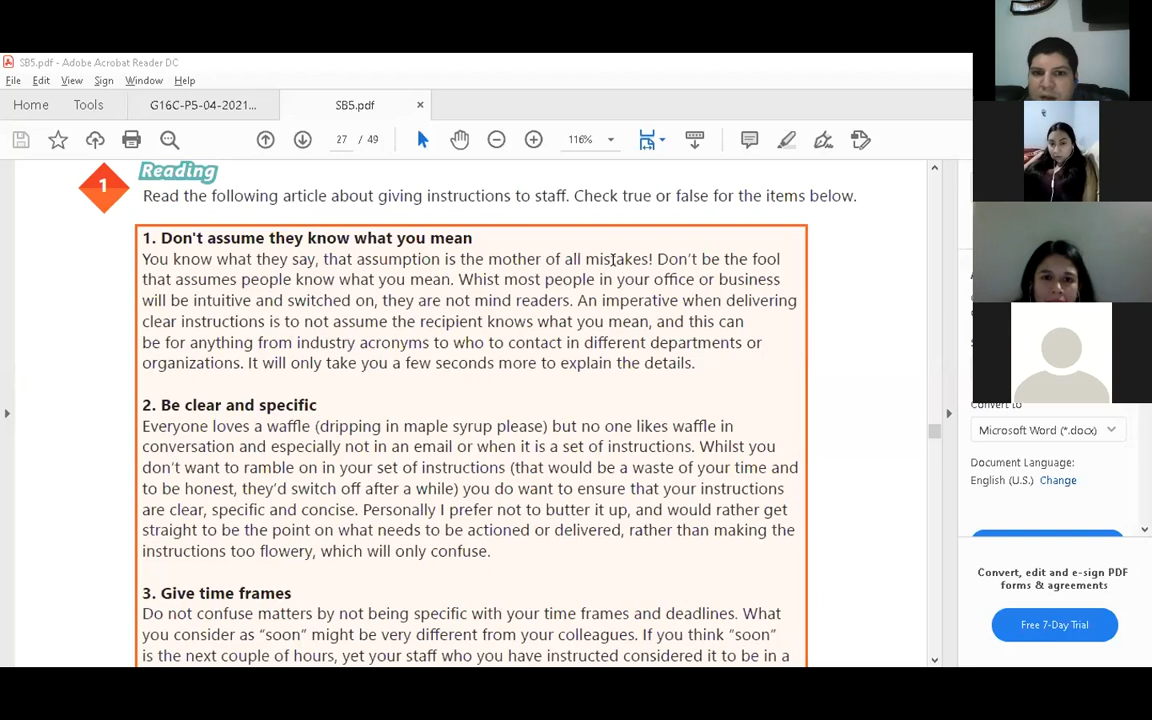 SB5.pdf - Adobe Acrobat Reader DC
File Edit View Sign Window Help
Home Tools G16C-P5-04-2021... SB5.pdf ×
27 / 49 116%
1 Reading
Read the following article about giving instructions to staff. Check true or false for the items below.
1. Don't assume they know what you mean
You know what they say, that assumption is the mother of all mistakes! Don't be the fool
that assumes people know what you mean. Whist most people in your office or business
will be intuitive and switched on, they are not mind readers. An imperative when delivering
clear instructions is to not assume the recipient knows what you mean, and this can
be for anything from industry acronyms to who to contact in different departments or
organizations. It will only take you a few seconds more to explain the details.
2. Be clear and specific
Everyone loves a waffle (dripping in maple syrup please) but no one likes waffle in
conversation and especially not in an email or when it is a set of instructions. Whilst you
don't want to ramble on in your set of instructions (that would be a waste of your time and
to be honest, they'd switch off after a while) you do want to ensure that your instructions
are clear, specific and concise. Personally I prefer not to butter it up, and would rather get
straight to be the point on what needs to be actioned or delivered, rather than making the
instructions too flowery, which will only confuse.
3. Give time frames
Do not confuse matters by not being specific with your time frames and deadlines. What
you consider as "soon" might be very different from your colleagues. If you think "soon"
is the next couple of hours, yet your staff who you have instructed considered it to be in a
Convert to
Microsoft Word (*.docx)
Document Language:
English (U.S.) Change
Convert, edit and e-sign PDF
forms & agreements
Free 7-Day Trial